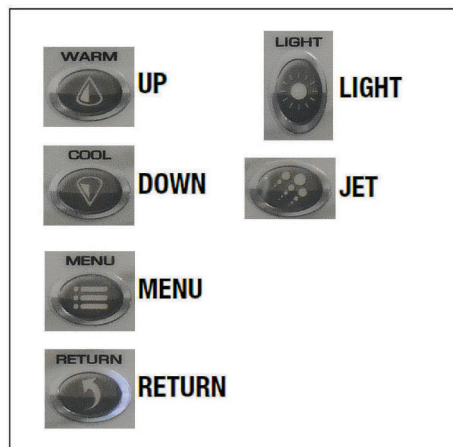 WARM
UP
COOL
DOWN
MENU
MENU
RETURN
RETURN
LIGHT
LIGHT
JET